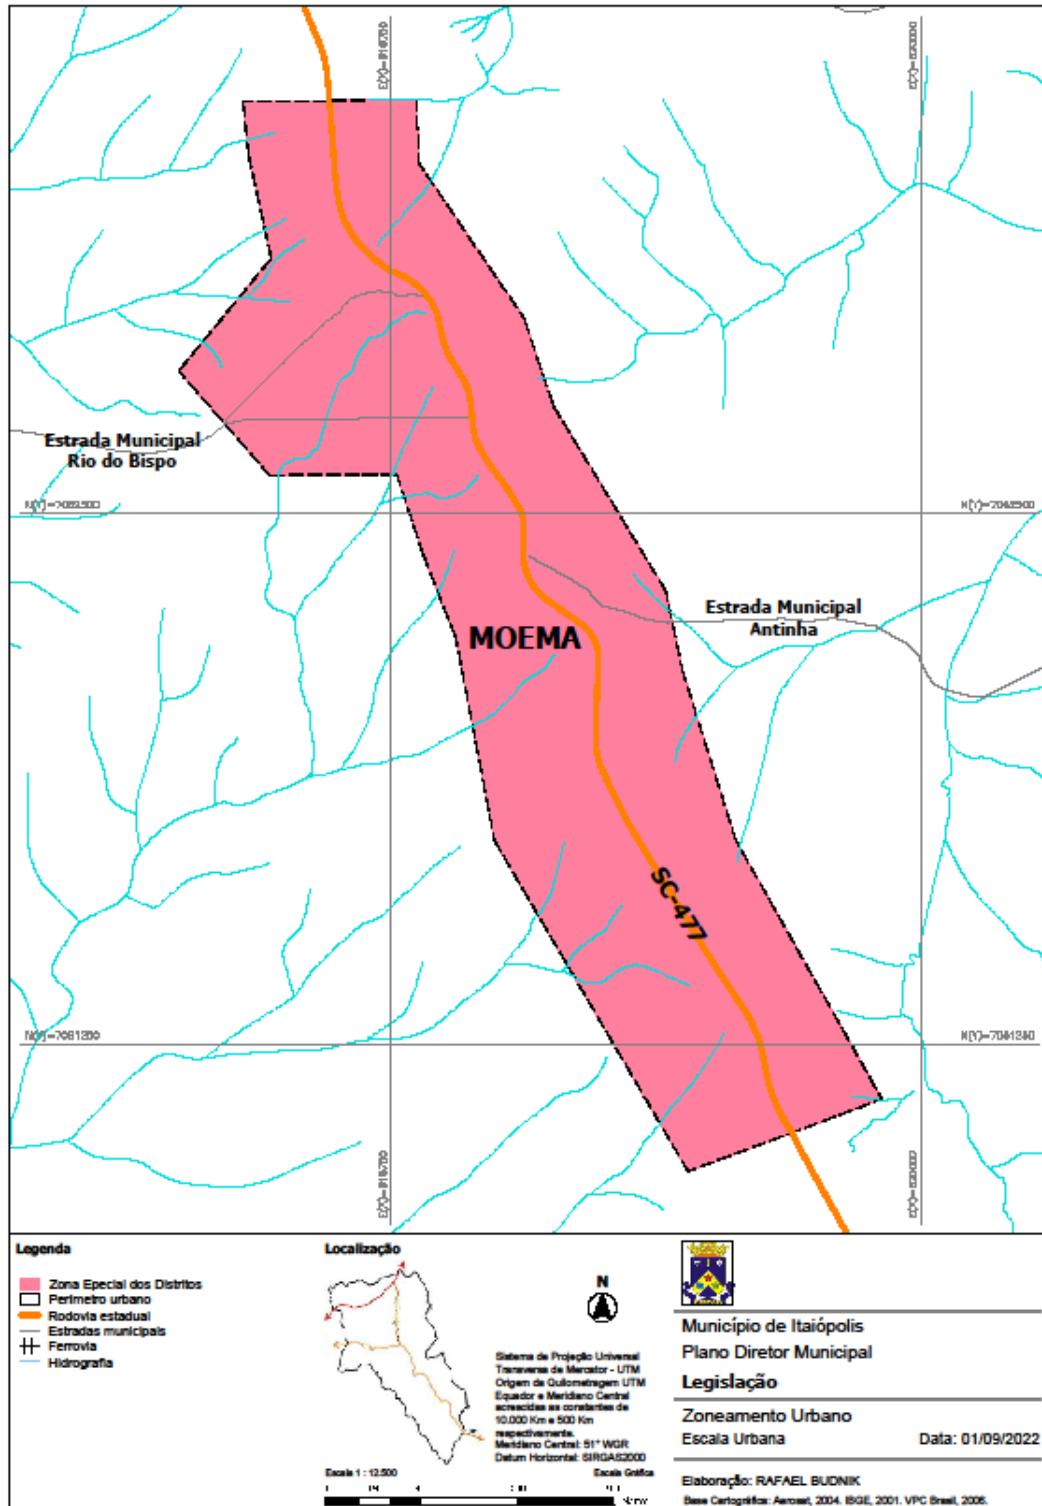 Estrada Municipal
Rio do Bispo
Estrada Municipal
Antinha
MOEMA
SC-477
Legenda
Zona Epecial dos Distritos
Perímetro urbano
Rodovia estadual
Estradas municipais
Ferrovia
Hidrografia
Localização
N
Sistema de Projeção Universal
Transversa de Mercator - UTM
Origem da Quilometragem UTM
Equador e Meridiano Central
acrescidas as constantes de
10.000 Km e 500 Km
respectivamente.
Meridiano Central: 51° WGR
Datum Horizontal: SIRGAS2000
Escala 1 : 12.500
Escala Gráfica
Município de Itaiópolis
Plano Diretor Municipal
Legislação
Zoneamento Urbano
Escala Urbana
Data: 01/09/2022
Elaboração: RAFAEL BUDNIK
Base Cartográfica: Aerosat, 2004. IBGE, 2001. VPC Brasil, 2006.